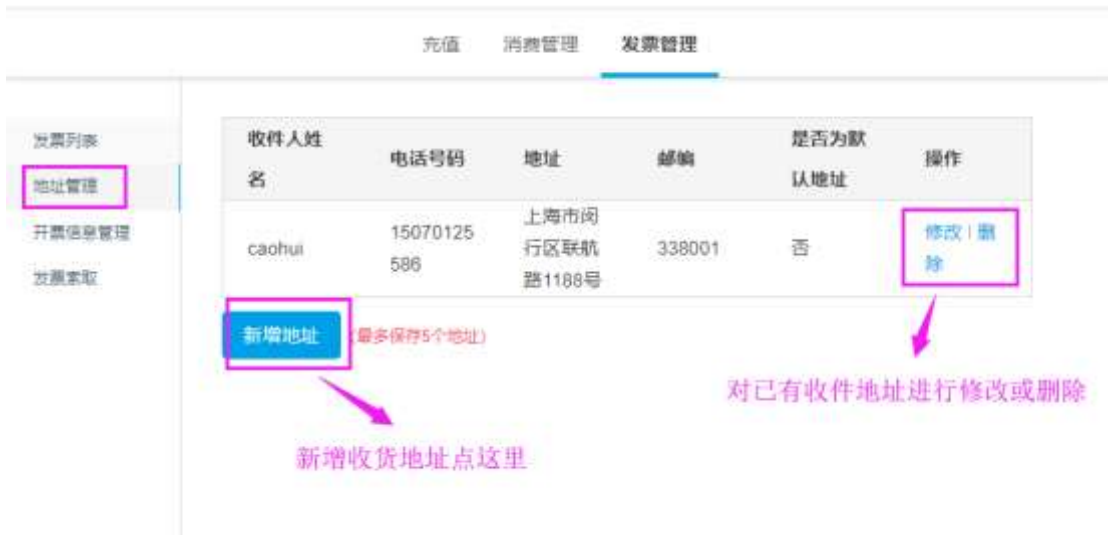 充值 消费管理 发票管理
发票列表
地址管理
开票信息管理
发票索取
收件人姓
名
电话号码
地址
邮编
是否为默
认地址
操作
caohui
15070125
586
上海市闵
行区联航
路1188号
338001
否
修改 | 删
除
新增地址
(最多保存5个地址)
对已有收件地址进行修改或删除
新增收货地址点这里